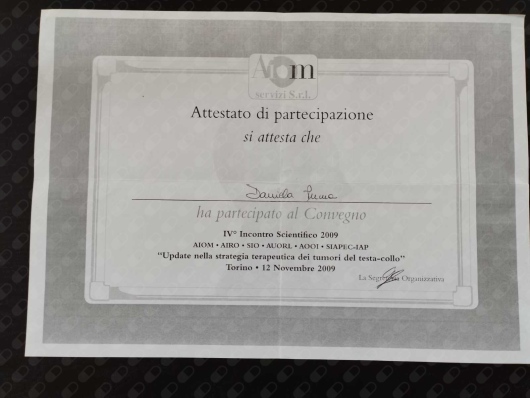 Aiom
servizi S.r.l.
Attestato di partecipazione
si attesta che
Daniela
ha partecipato al Convegno
IV° Incontro Scientifico 2009
AIOM • AIRO • SIO • AUORL • AOOI • SIAPEC-IAP
"Update nella strategia terapeutica dei tumori del testa-collo"
Torino • 12 Novembre 2009
La Segreteria Organizzativa